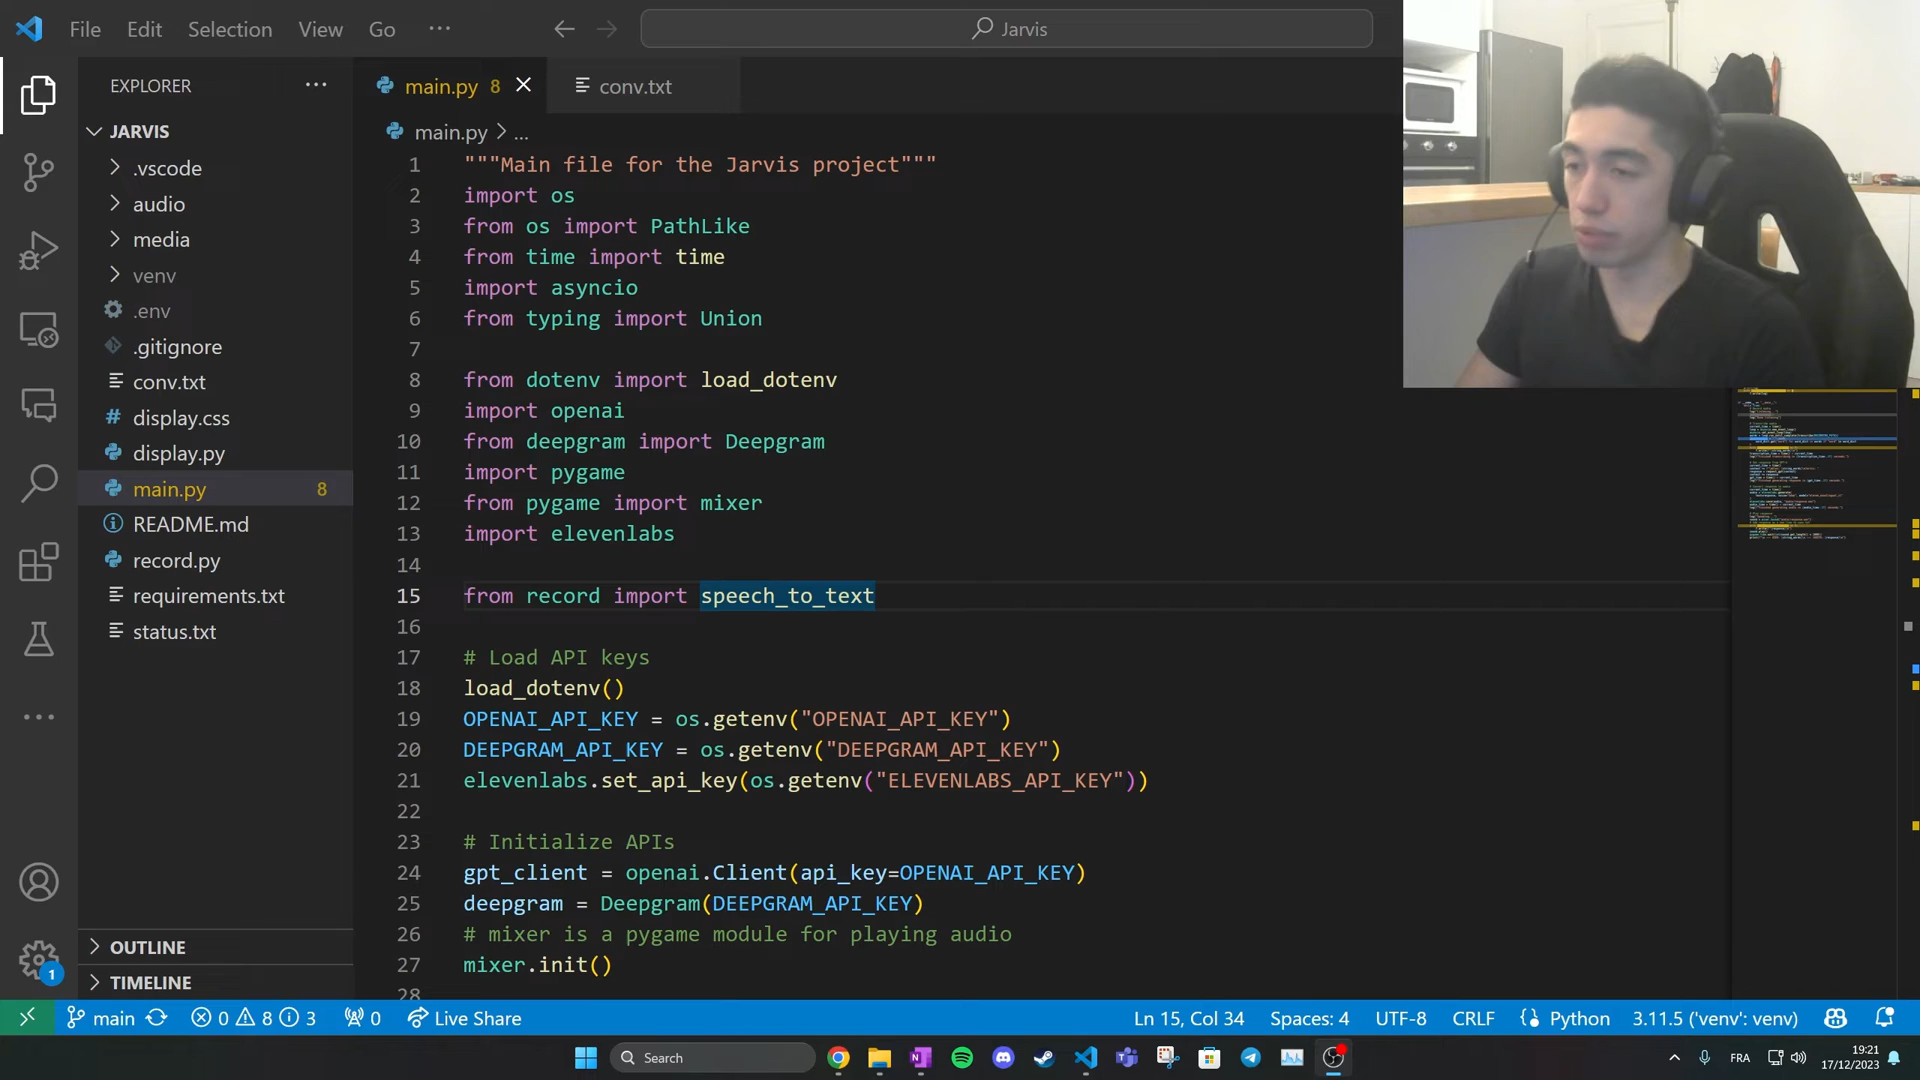 File Edit Selection View Go ... Jarvis
EXPLORER ...
JARVIS
.vscode
audio
media
venv
.env
.gitignore
conv.txt
display.css
display.py
main.py 8
README.md
record.py
requirements.txt
status.txt
OUTLINE
TIMELINE
main.py 8 conv.txt
main.py > ...
1 """Main file for the Jarvis project"""
2 import os
3 from os import PathLike
4 from time import time
5 import asyncio
6 from typing import Union
7
8 from dotenv import load_dotenv
9 import openai
10 from deepgram import Deepgram
11 import pygame
12 from pygame import mixer
13 import elevenlabs
14
15 from record import speech_to_text
16
17 # Load API keys
18 load_dotenv()
19 OPENAI_API_KEY = os.getenv("OPENAI_API_KEY")
20 DEEPGRAM_API_KEY = os.getenv("DEEPGRAM_API_KEY")
21 elevenlabs.set_api_key(os.getenv("ELEVENLABS_API_KEY"))
22
23 # Initialize APIs
24 gpt_client = openai.Client(api_key=OPENAI_API_KEY)
25 deepgram = Deepgram(DEEPGRAM_API_KEY)
26 # mixer is a pygame module for playing audio
27 mixer.init()
28
1
main 0 8 3 0 Live Share Ln 15, Col 34 Spaces: 4 UTF-8 CRLF Python 3.11.5 ('venv': venv)
Search FRA 19:21
17/12/2023